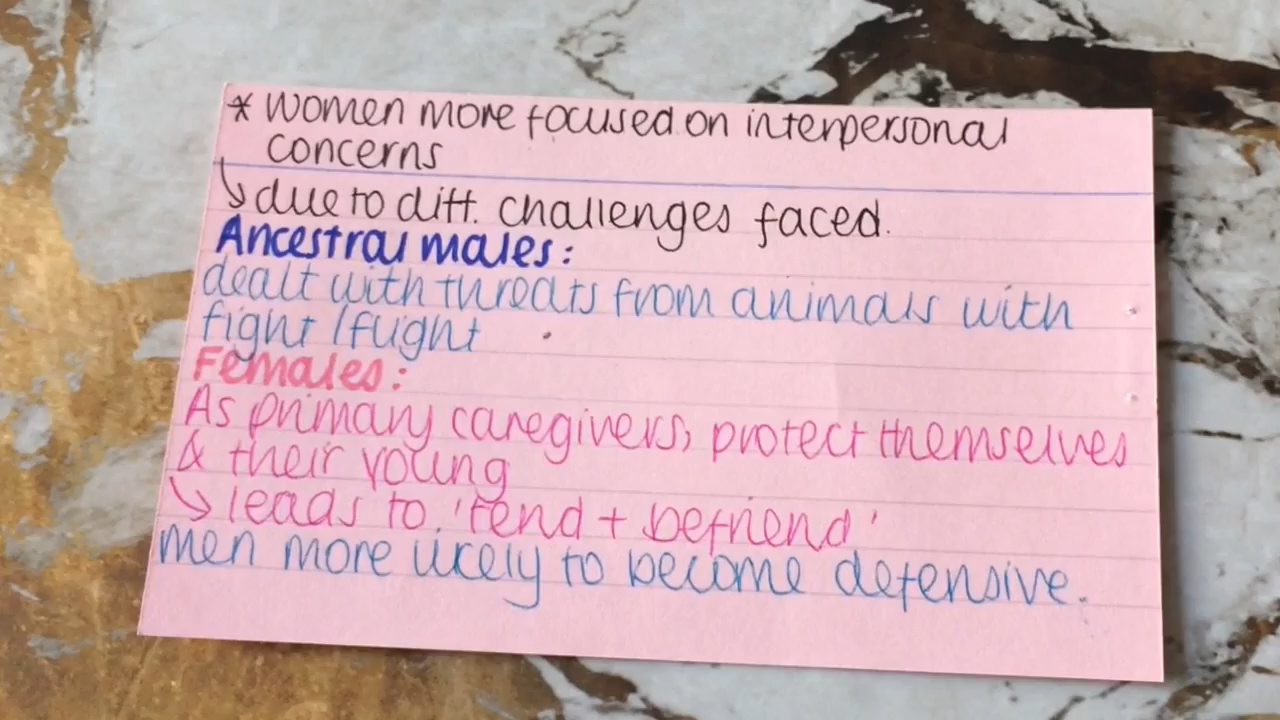 * Women more focused on interpersonal
concerns
↳ due to diff. challenges faced.
Ancestral males:
dealt with threats from animals with
fight/flight
Females:
As primary caregivers, protect themselves
& their young
↳ leads to 'tend + befriend'
men more likely to become defensive.